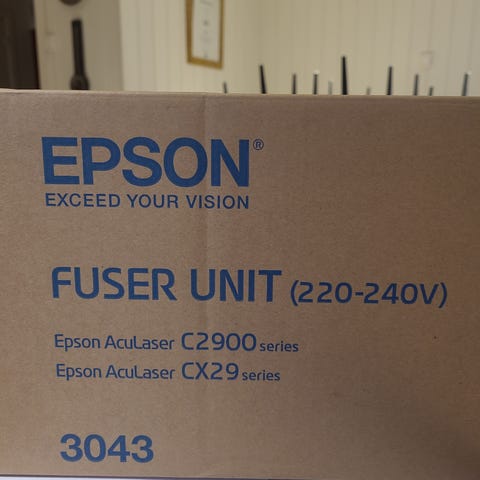 EPSON®
EXCEED YOUR VISION
FUSER UNIT (220-240V)
Epson AcuLaser C2900 series
Epson AcuLaser CX29 series
3043